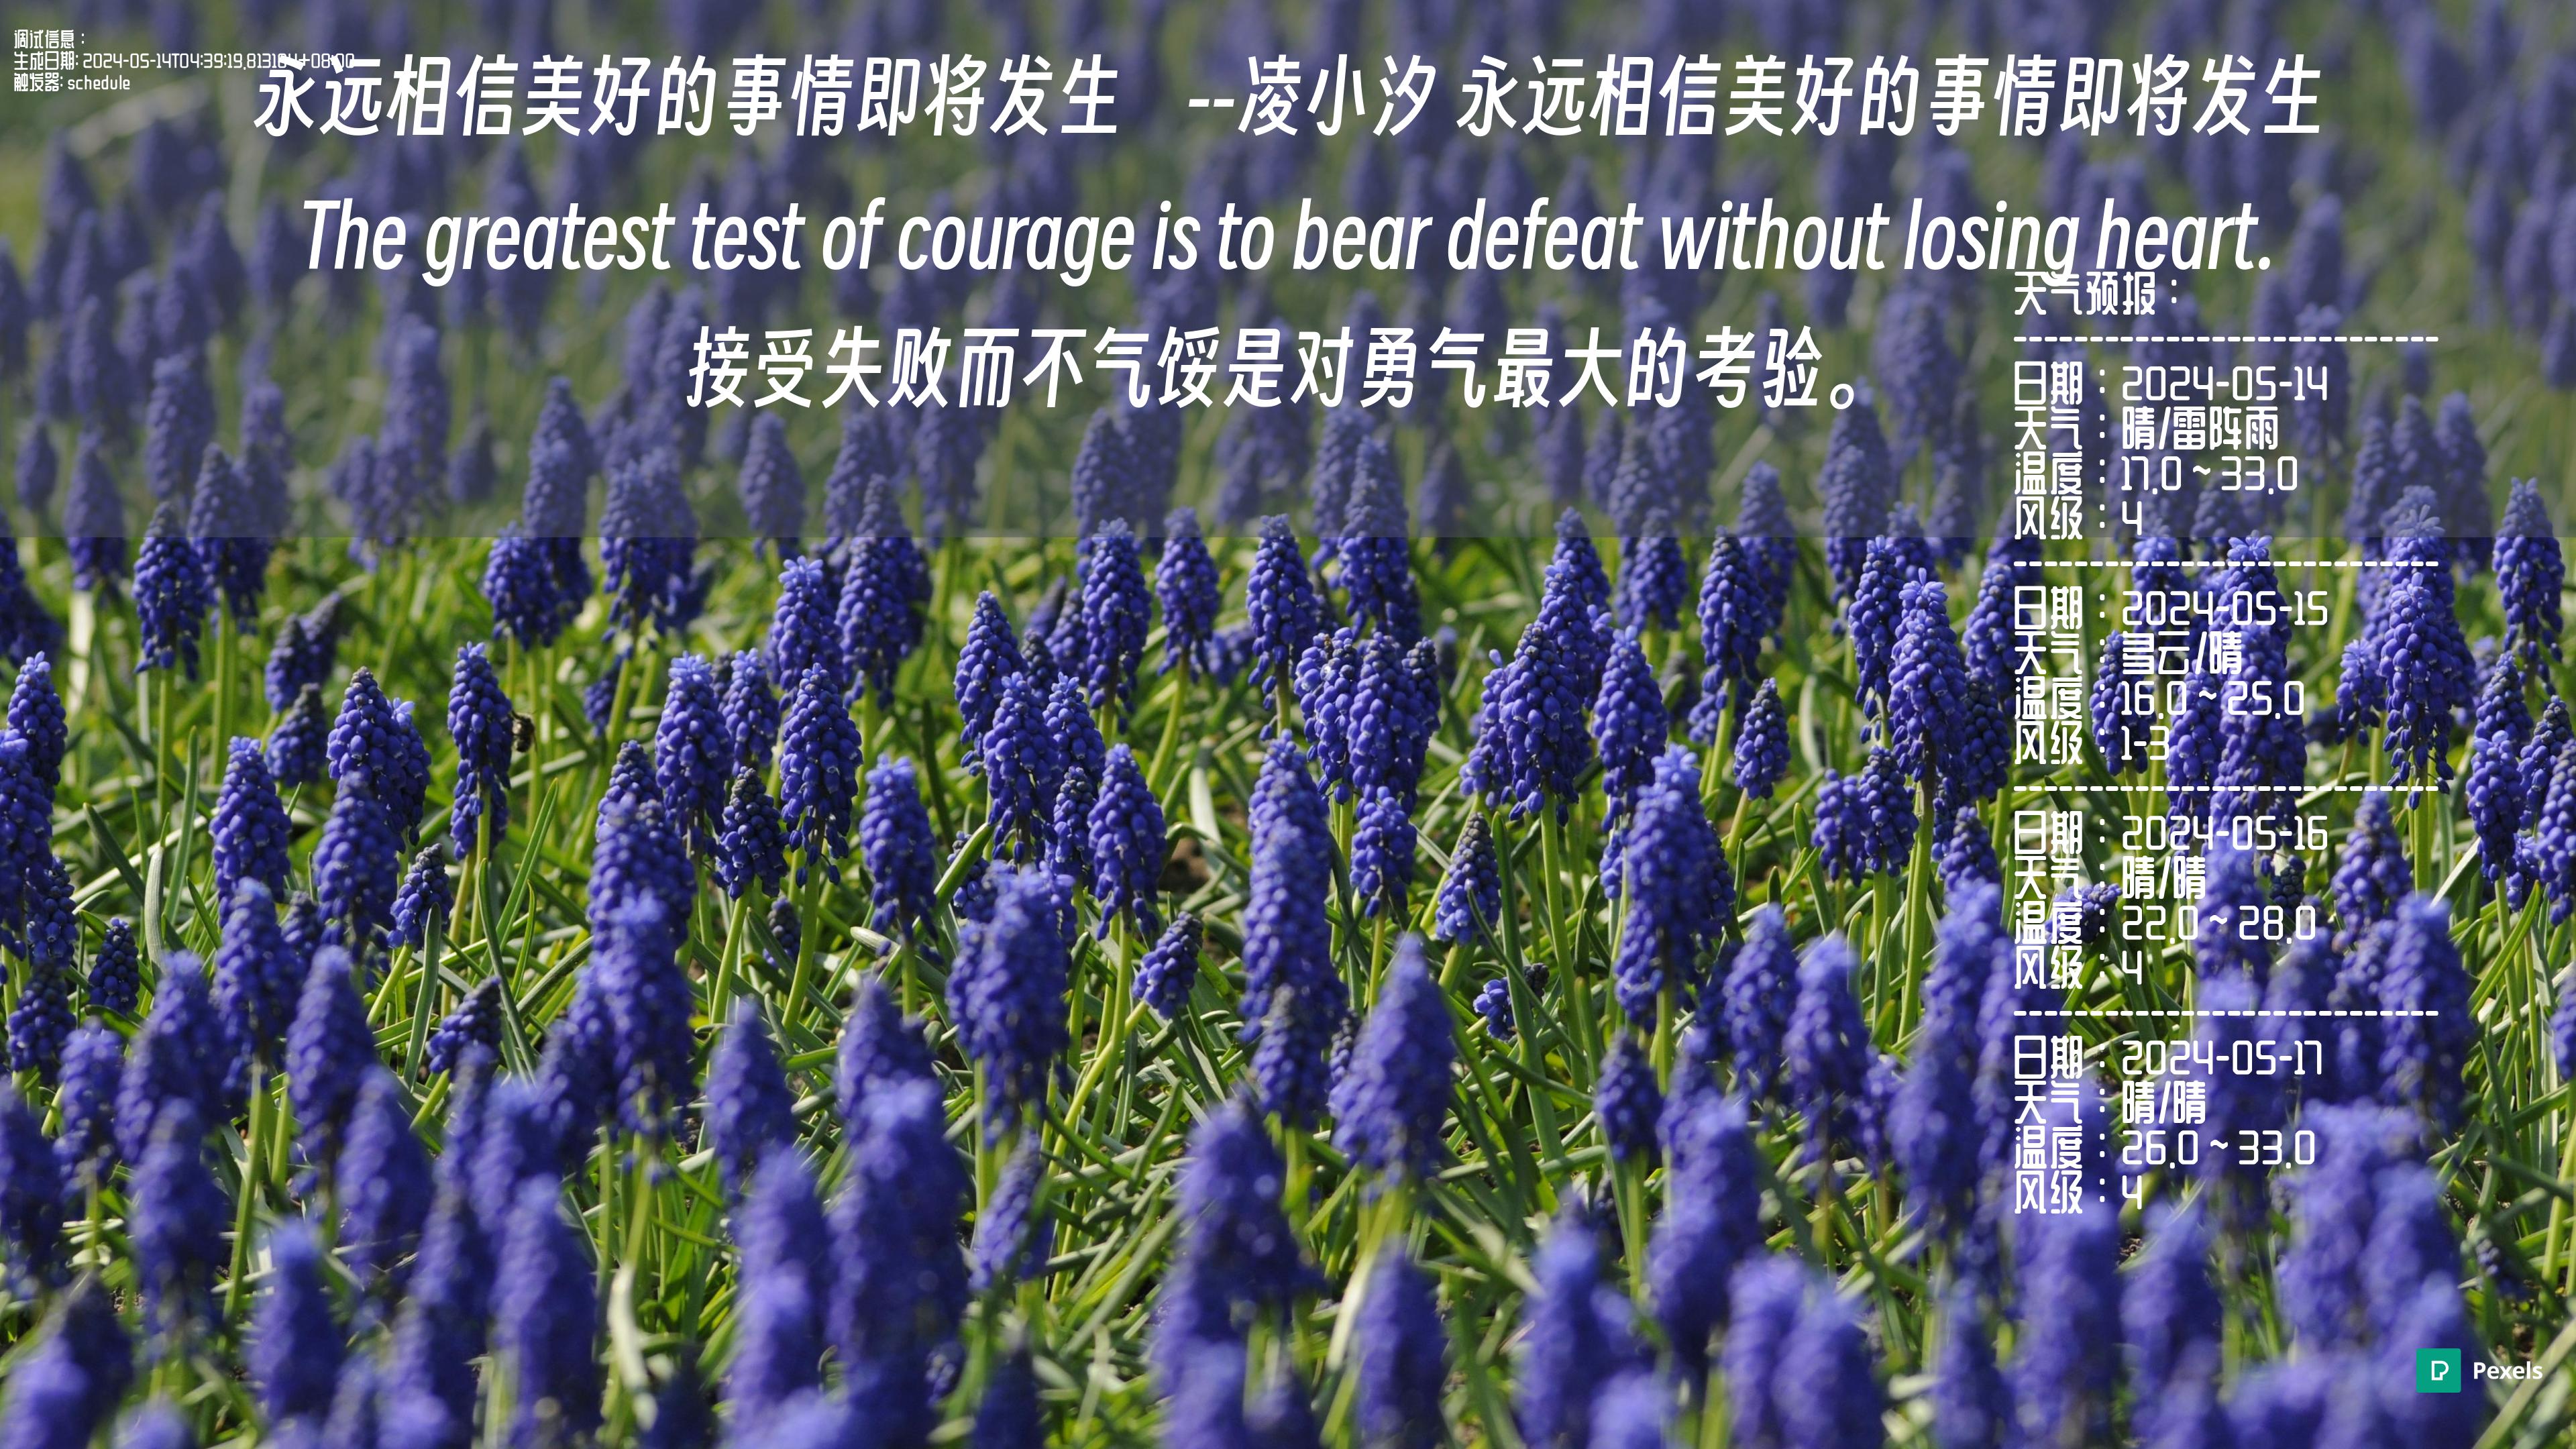 调试信息：
生成日期: 2024-05-14T04:39:19.813184+08:00
触发器: schedule
永远相信美好的事情即将发生 --凌小汐 永远相信美好的事情即将发生
The greatest test of courage is to bear defeat without losing heart.
接受失败而不气馁是对勇气最大的考验。
天气预报：
----------------------------
日期：2024-05-14
天气：晴/雷阵雨
温度：17.0 ~ 33.0
风级：4
----------------------------
日期：2024-05-15
天气：多云/晴
温度：16.0 ~ 25.0
风级：1-3
----------------------------
日期：2024-05-16
天气：晴/晴
温度：22.0 ~ 28.0
风级：4
----------------------------
日期：2024-05-17
天气：晴/晴
温度：26.0 ~ 33.0
风级：4
Pexels